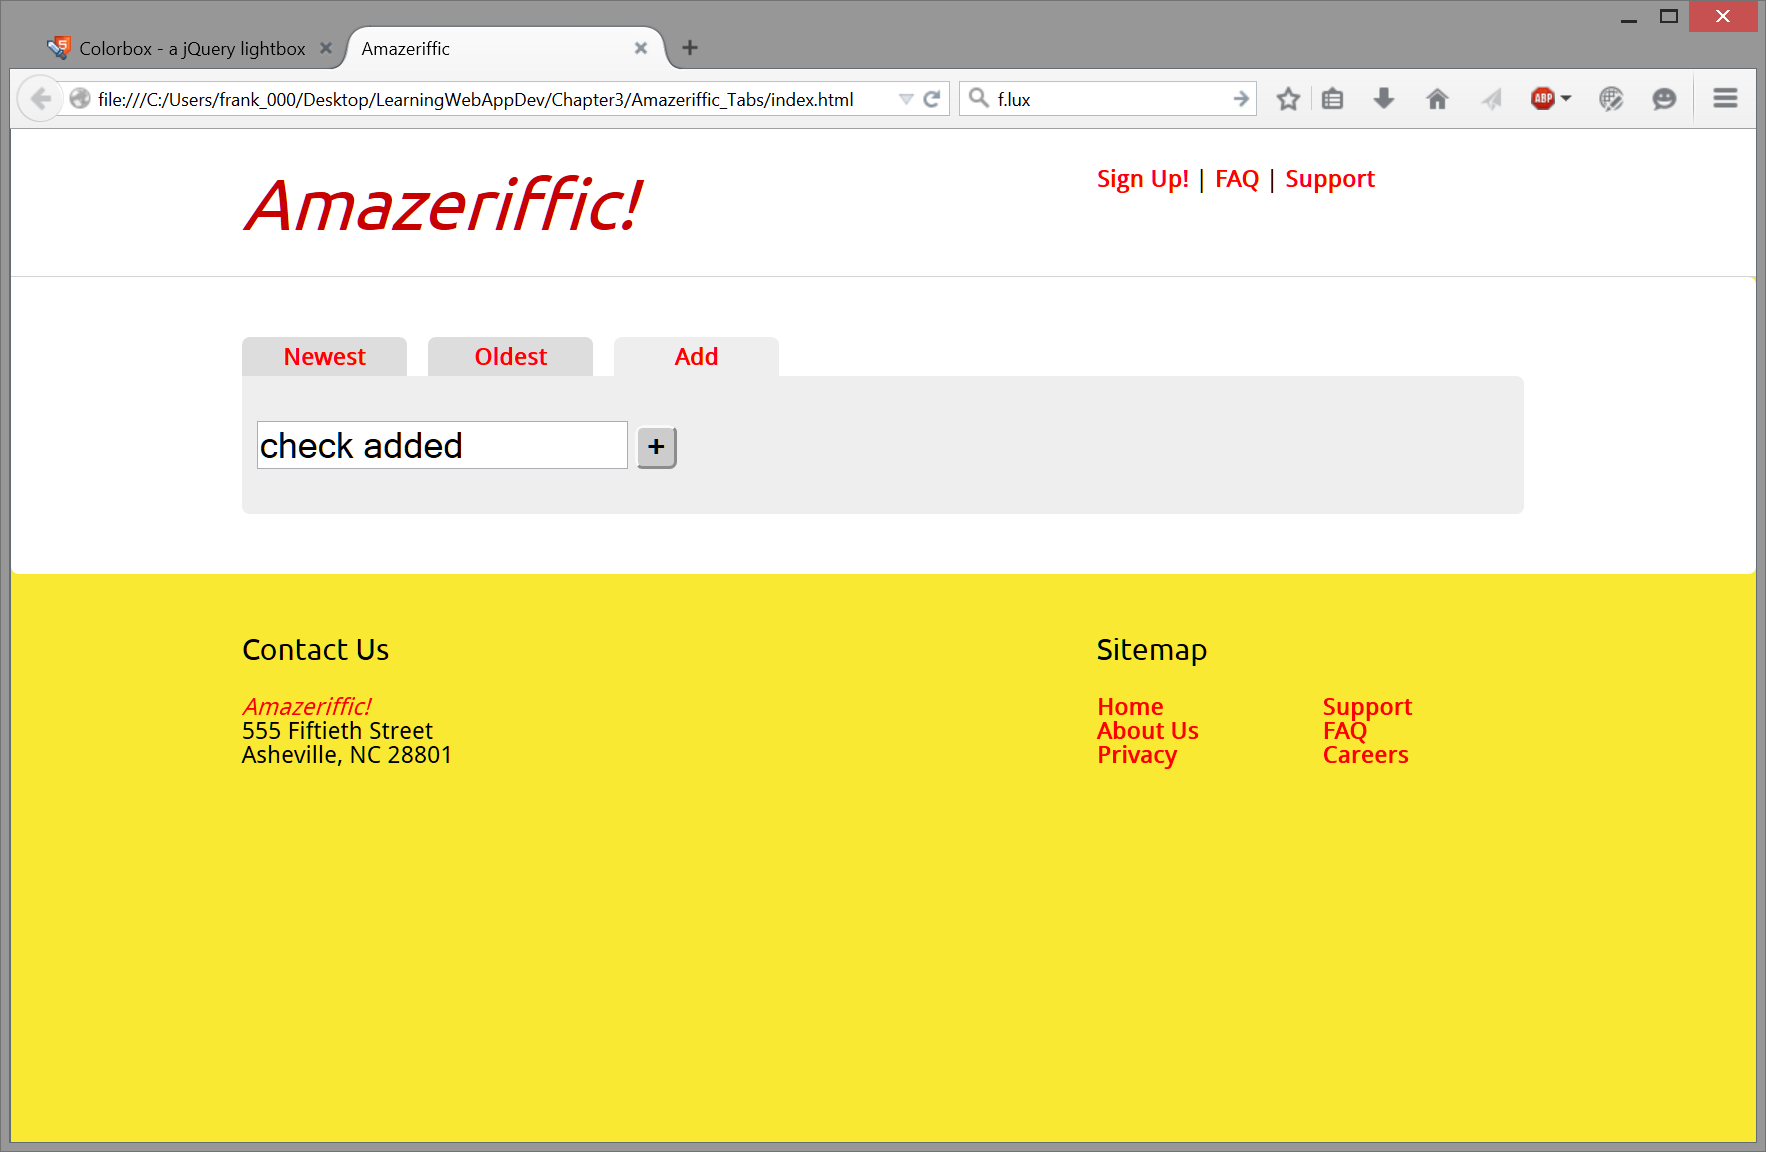 Colorbox - a jQuery lightbox
Amazeriffic
file:///C:/Users/frank_000/Desktop/LearningWebAppDev/Chapter3/Amazeriffic_Tabs/index.html
f.lux
ABP
Amazeriffic!
Sign Up! | FAQ | Support
Newest
Oldest
Add
check added
+
Contact Us
Amazeriffic!
555 Fiftieth Street
Asheville, NC 28801
Sitemap
Home
About Us
Privacy
Support
FAQ
Careers